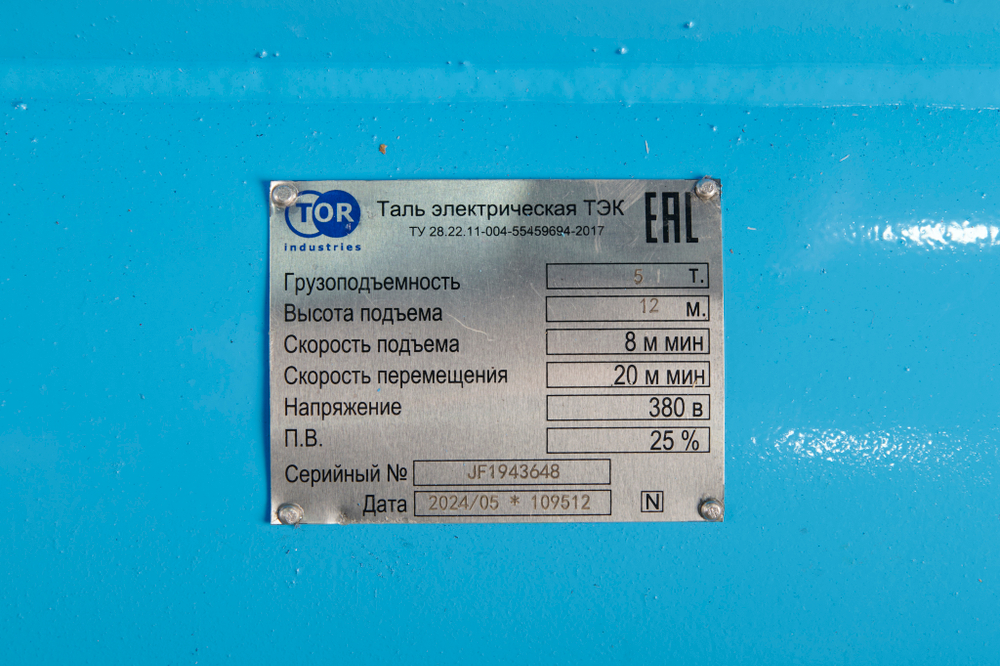 TOR
industries
Таль электрическая ТЭК
ТУ 28.22.11-004-55459694-2017
EAC
Грузоподъемность 5 т.
Высота подъема 12 м.
Скорость подъема 8 м мин
Скорость перемещения 20 м мин
Напряжение 380 в
П.В. 25 %
Серийный № JF1943648
Дата 2024/05 * 109512 N